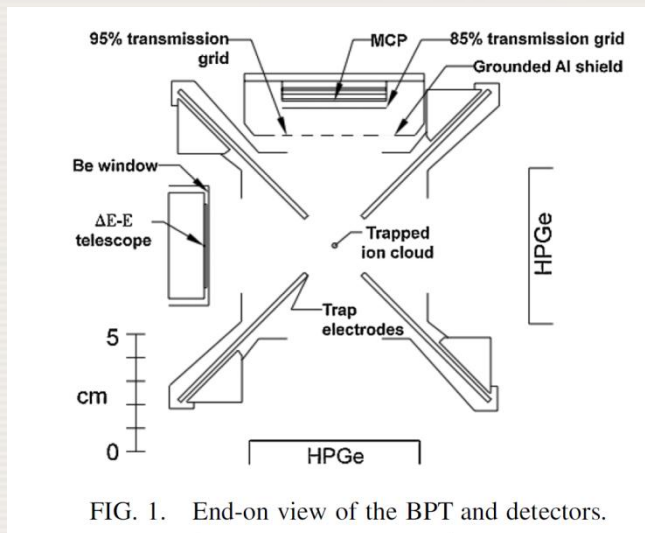 95% transmission
grid
MCP
85% transmission grid
Grounded Al shield
Be window
ΔE-E
telescope
Trapped
ion cloud
HPGe
Trap
electrodes
5
cm
0
HPGe
FIG. 1. End-on view of the BPT and detectors.